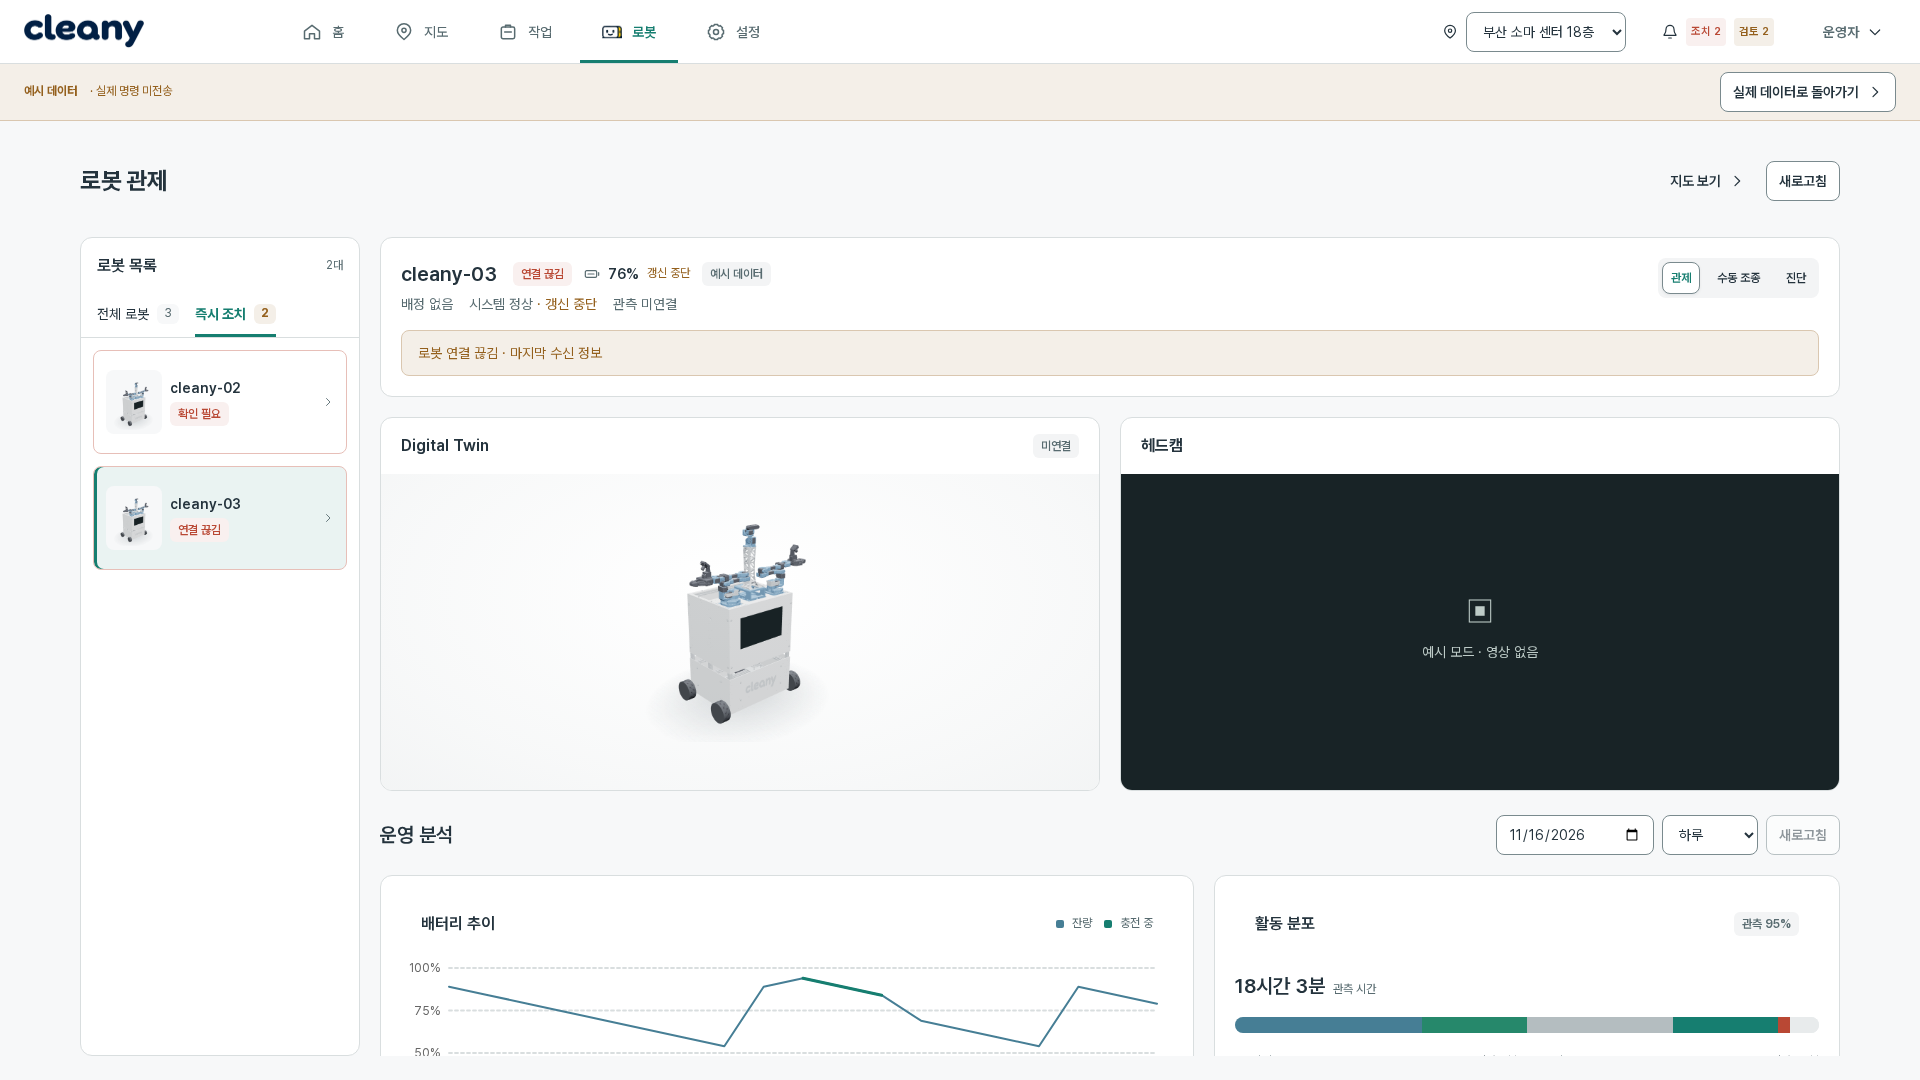 cleany
홈
지도
작업
로봇
설정
부산 소마 센터 18층
조치 2
검토 2
운영자
예시 데이터 · 실제 명령 미전송
실제 데이터로 돌아가기
로봇 관제
지도 보기
새로고침
로봇 목록
2대
전체 로봇 3
즉시 조치 2
cleany-02
확인 필요
cleany-03
연결 끊김
cleany-03 연결 끊김 76% 갱신 중단 예시 데이터
배정 없음 시스템 정상 · 갱신 중단 관측 미연결
관제
수동 조종
진단
로봇 연결 끊김 · 마지막 수신 정보
Digital Twin
미연결
cleany
헤드캠
예시 모드 · 영상 없음
운영 분석
11/16/2026
하루
새로고침
배터리 추이
잔량
충전 중
100%
75%
50%
활동 분포
관측 95%
18시간 3분 관측 시간